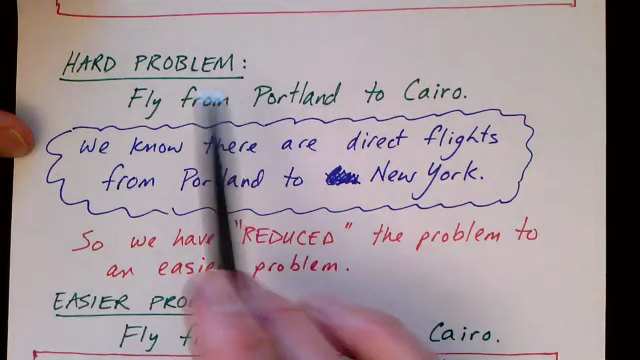 HARD PROBLEM:
Fly from Portland to Cairo.
We know there are direct flights
from Portland to New York.
So we have "REDUCED" the problem to
an easier problem.
EASIER
Fly Cairo.